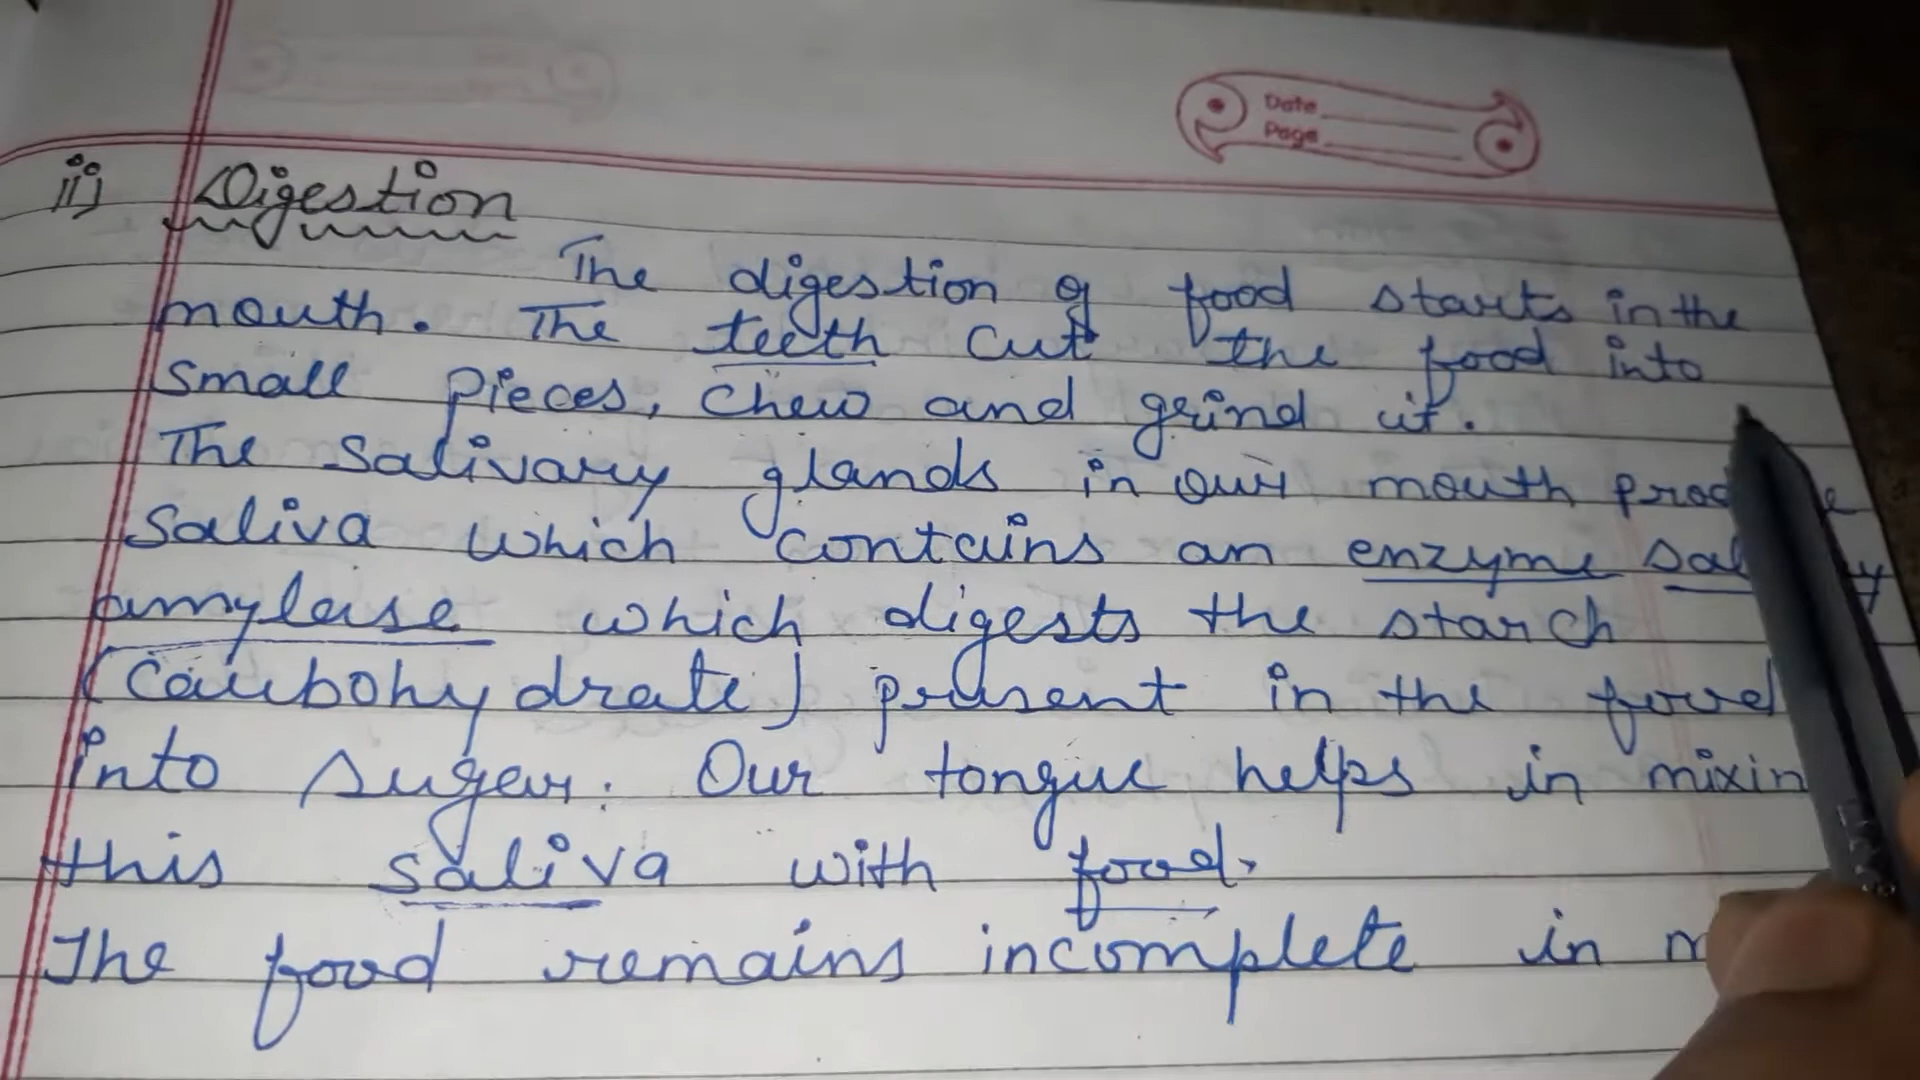 Date
Page
ii) Digestion
The digestion of food starts in the
mouth. The teeth cut the food into
small pieces, chew and grind it.
The salivary glands in our mouth
saliva which contains an enzyme
amylase which digests the starch
(carbohydrate) present in the food
into sugar. Our tongue helps in
this saliva with food.
The food remains incomplete in